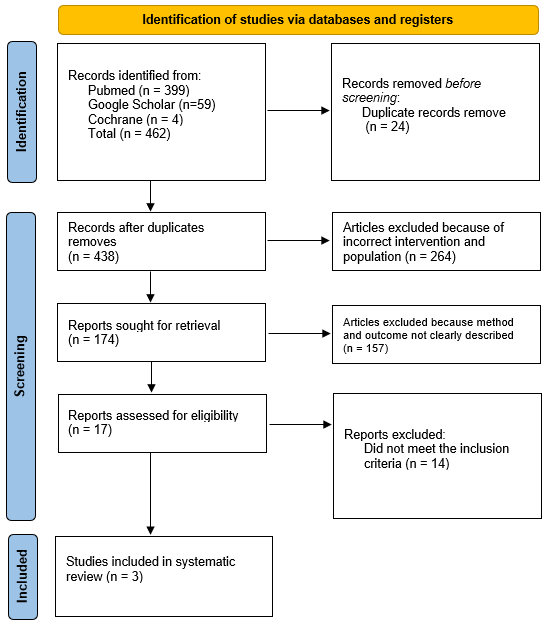 Identification of studies via databases and registers
Identification
Records identified from:
Pubmed (n = 399)
Google Scholar (n=59)
Cochrane (n = 4)
Total (n = 462)
Records removed before
screening:
Duplicate records remove
(n = 24)
Screening
Records after duplicates
removes
(n = 438)
Articles excluded because of
incorrect intervention and
population (n = 264)
Reports sought for retrieval
(n = 174)
Articles excluded because method
and outcome not clearly described
(n = 157)
Reports assessed for eligibility
(n = 17)
Reports excluded:
Did not meet the inclusion
criteria (n = 14)
Included
Studies included in systematic
review (n = 3)